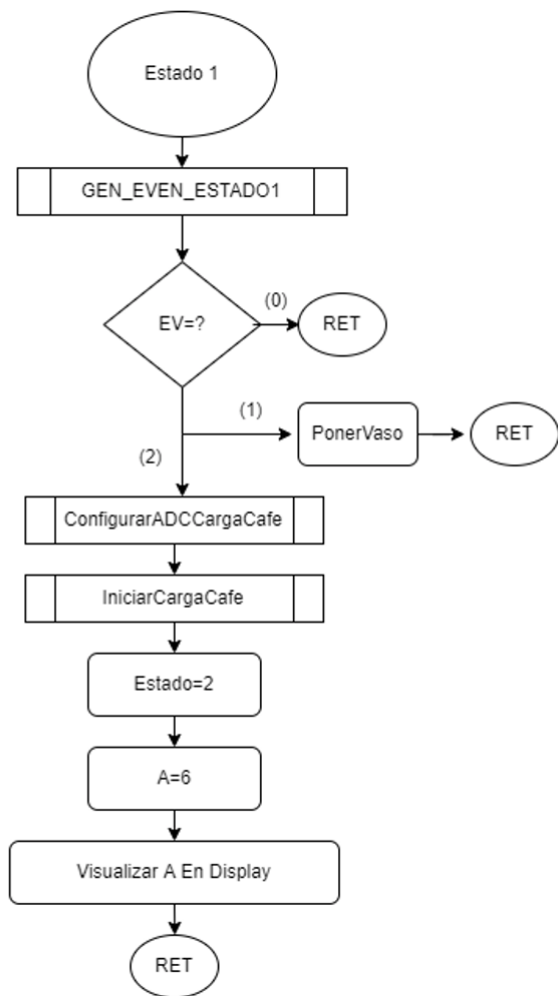 Estado 1
GEN_EVEN_ESTADO1
EV=?
(0)
RET
(1)
PonerVaso
RET
(2)
ConfigurarADCCargaCafe
IniciarCargaCafe
Estado=2
A=6
Visualizar A En Display
RET